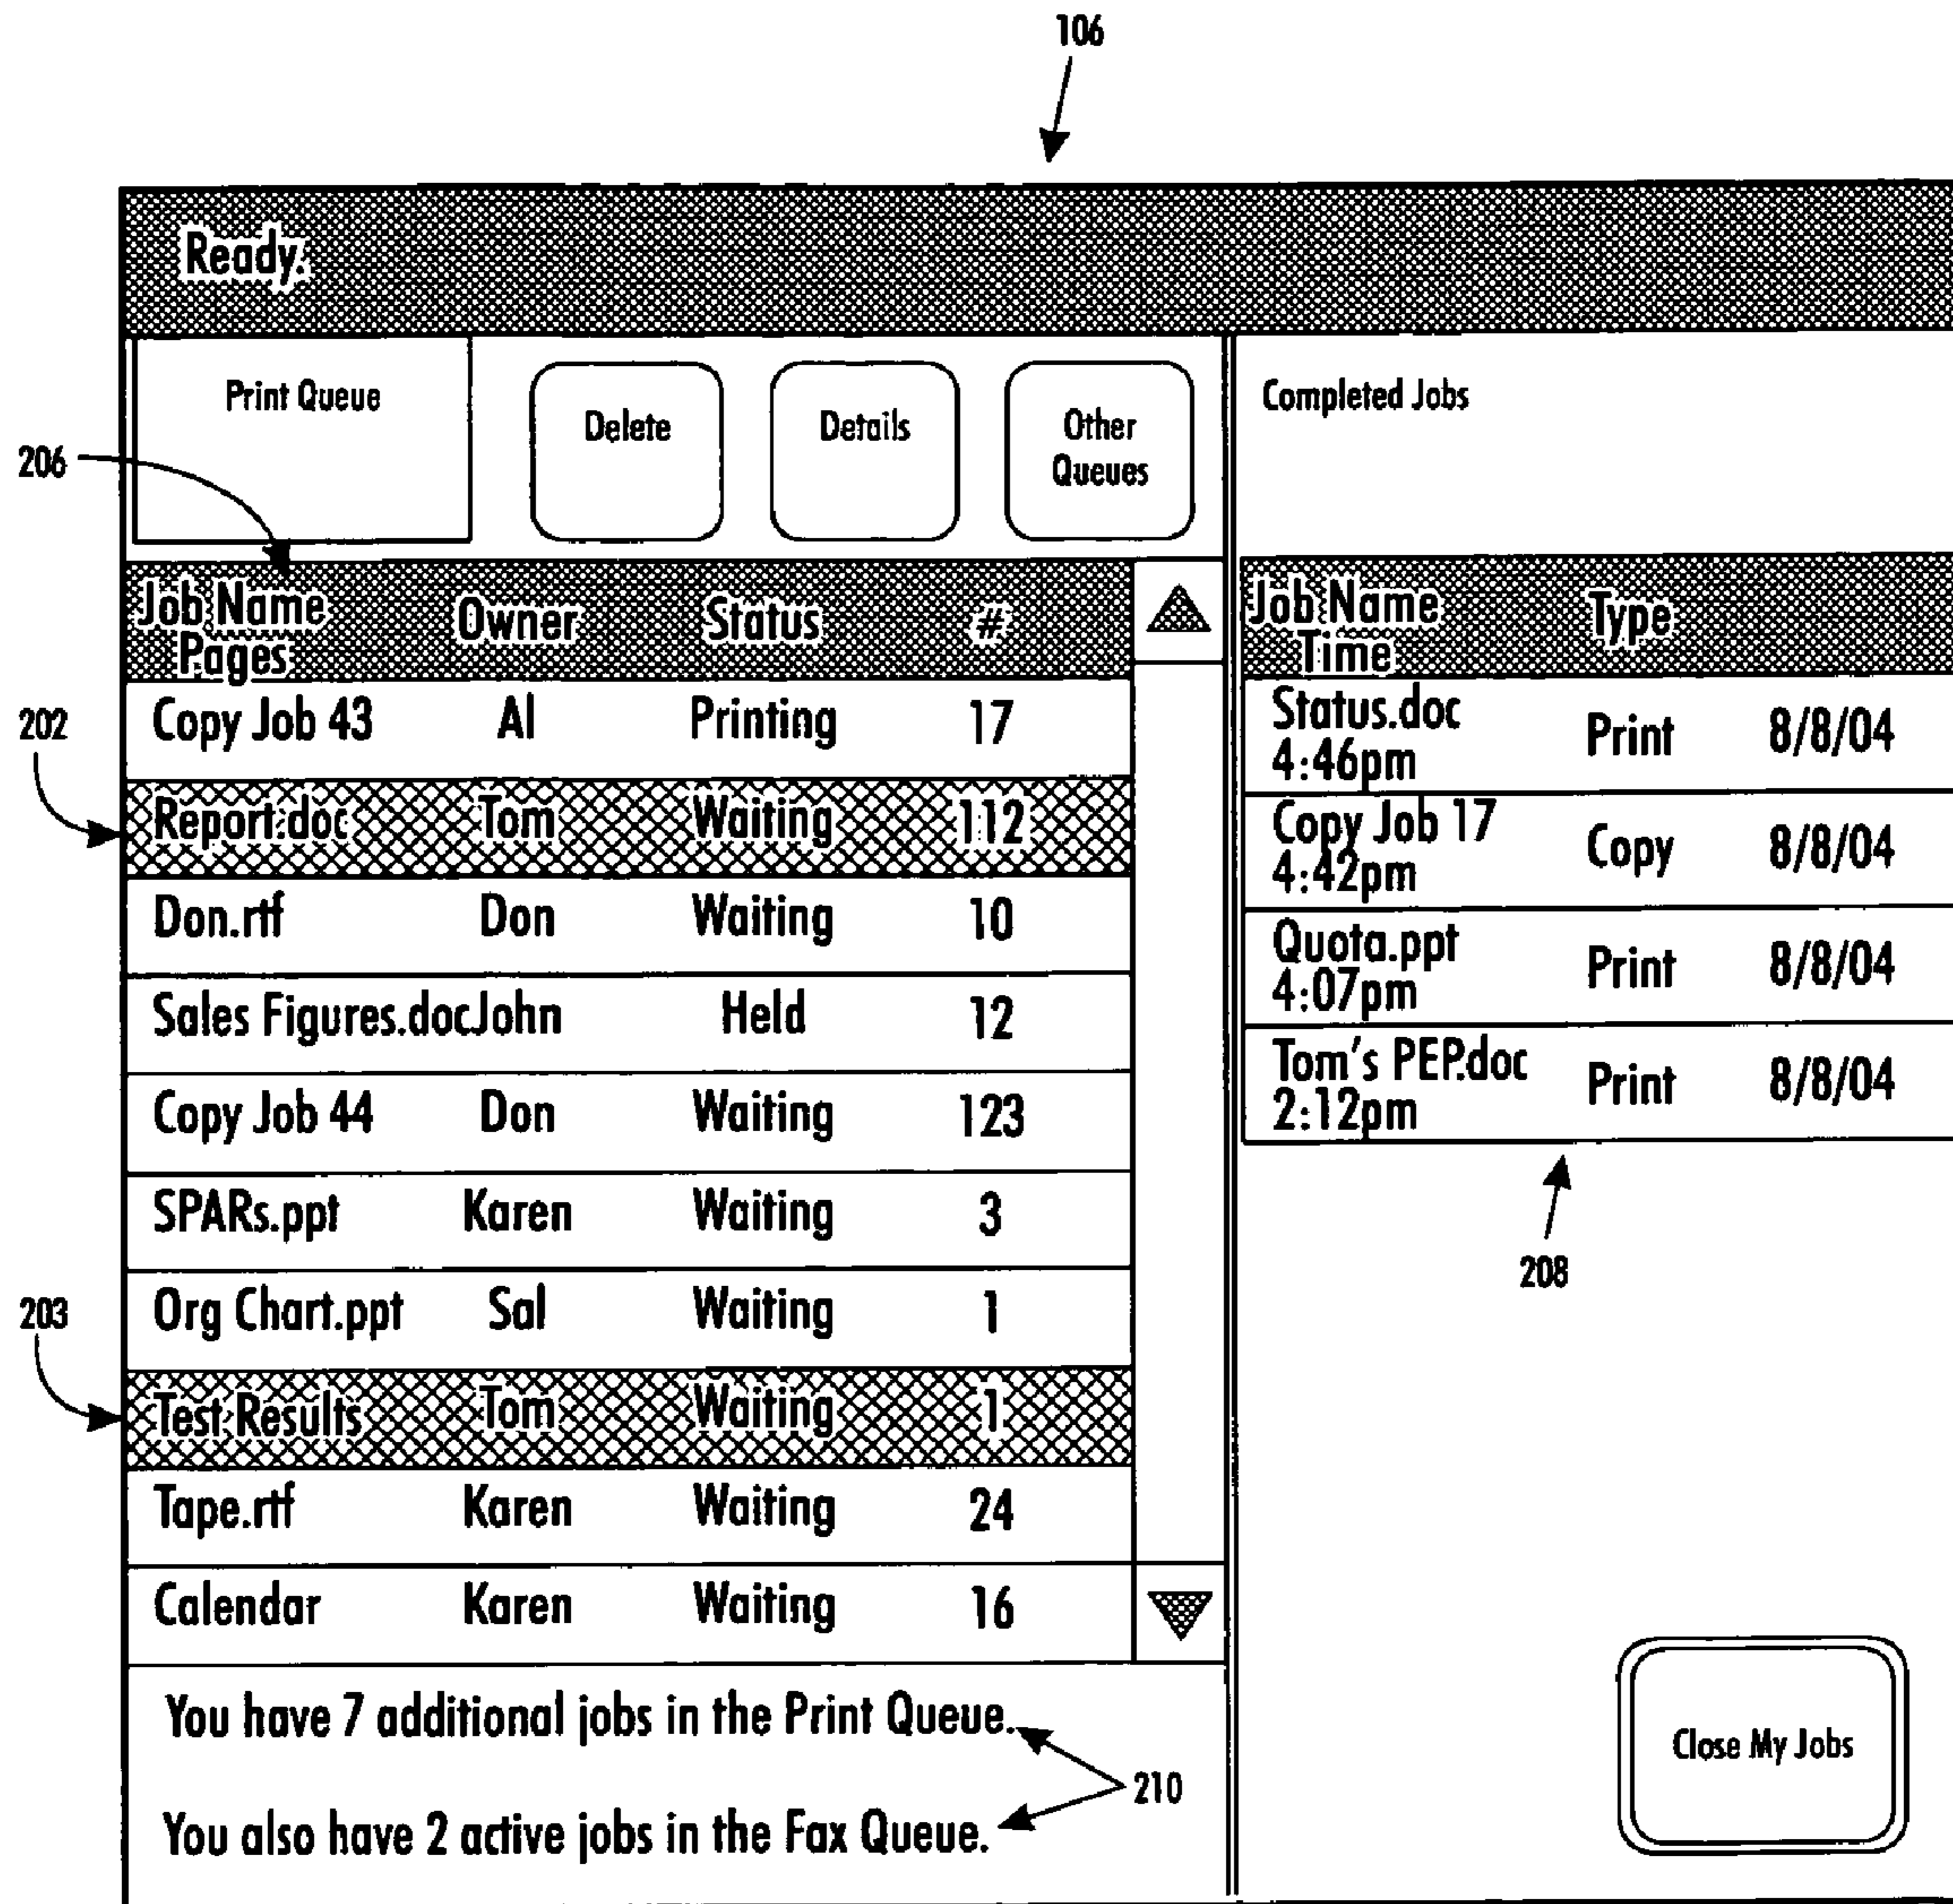 106
Ready.
Print Queue
Delete
Details
Other
Queues
Completed Jobs
206
Job Name Owner Status #
Pages
Job Name Type
Time
202
Copy Job 43 Al Printing 17
Report.doc Tom Waiting 112
Don.rtf Don Waiting 10
Sales Figures.docJohn Held 12
Copy Job 44 Don Waiting 123
SPARs.ppt Karen Waiting 3
Org Chart.ppt Sal Waiting 1
203
Test Results Tom Waiting 1
Tape.rtf Karen Waiting 24
Calendar Karen Waiting 16
Status.doc Print 8/8/04
4:46pm
Copy Job 17 Copy 8/8/04
4:42pm
Quota.ppt Print 8/8/04
4:07pm
Tom's PEP.doc Print 8/8/04
2:12pm
208
You have 7 additional jobs in the Print Queue.
210
You also have 2 active jobs in the Fax Queue.
Close My Jobs